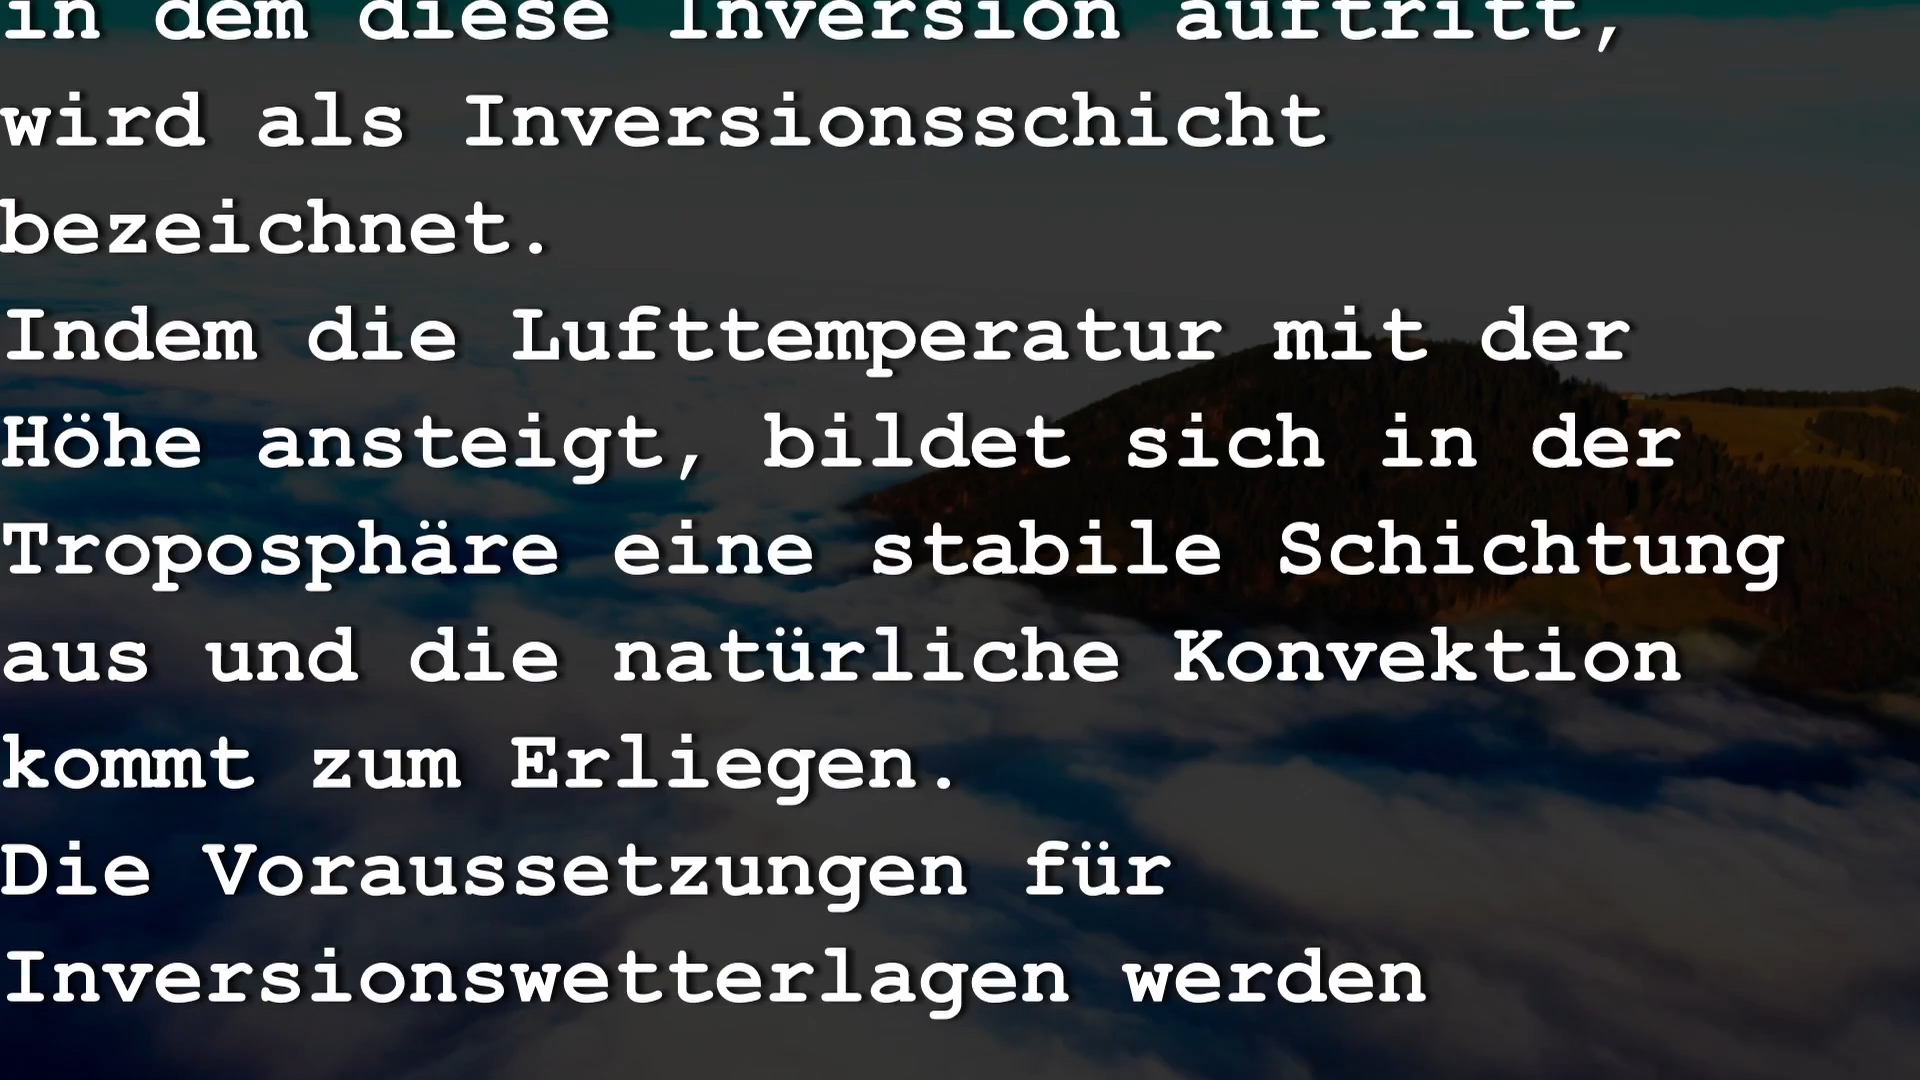 in dem diese Inversion auftritt,
wird als Inversionsschicht
bezeichnet.
Indem die Lufttemperatur mit der
Höhe ansteigt, bildet sich in der
Troposphäre eine stabile Schichtung
aus und die natürliche Konvektion
kommt zum Erliegen.
Die Voraussetzungen für
Inversionswetterlagen werden